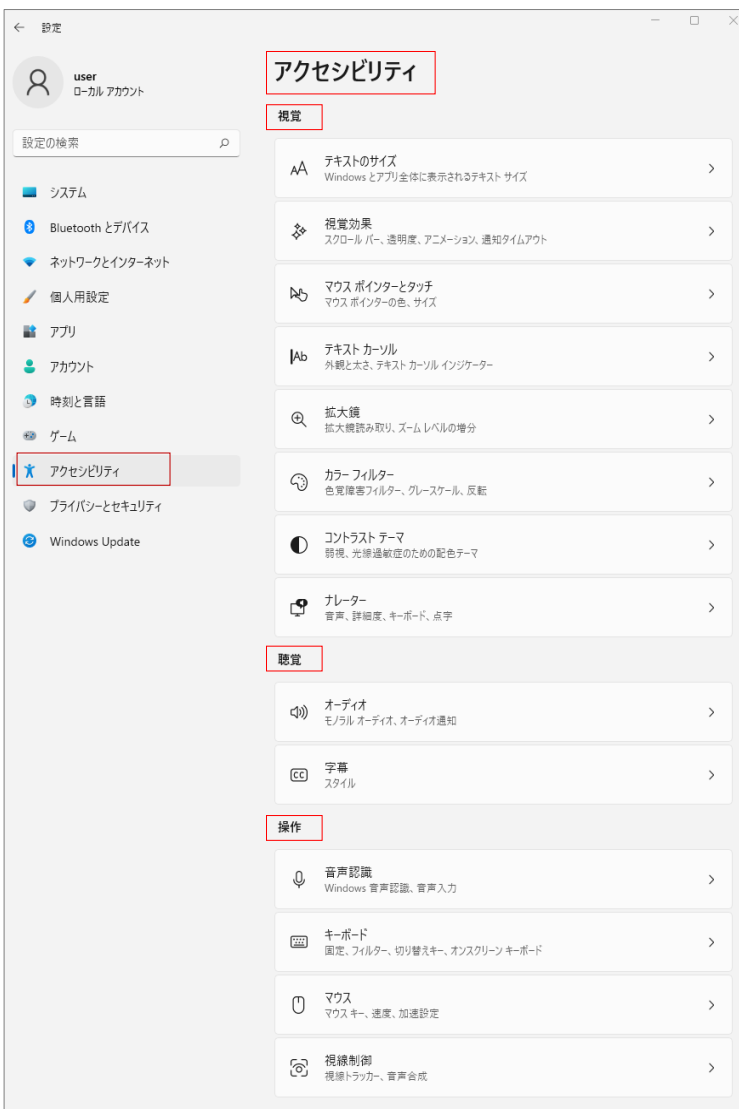 設定
user
ローカル アカウント
設定の検索
システム
Bluetooth とデバイス
ネットワークとインターネット
個人用設定
アプリ
アカウント
時刻と言語
ゲーム
アクセシビリティ
プライバシーとセキュリティ
Windows Update
アクセシビリティ
視覚
テキストのサイズ
Windows とアプリ全体に表示されるテキスト サイズ
視覚効果
スクロール バー、透明度、アニメーション、通知タイムアウト
マウス ポインターとタッチ
マウス ポインターの色、サイズ
テキスト カーソル
外観と太さ、テキスト カーソル インジケーター
拡大鏡
拡大鏡読み取り、ズーム レベルの増分
カラー フィルター
色覚障害フィルター、グレースケール、反転
コントラスト テーマ
弱視、光線過敏症のための配色テーマ
ナレーター
音声、詳細度、キーボード、点字
聴覚
オーディオ
モノラル オーディオ、オーディオ通知
字幕
スタイル
操作
音声認識
Windows 音声認識、音声入力
キーボード
固定、フィルター、切り替えキー、オンスクリーン キーボード
マウス
マウス キー、速度、加速設定
視線制御
視線トラッカー、音声合成